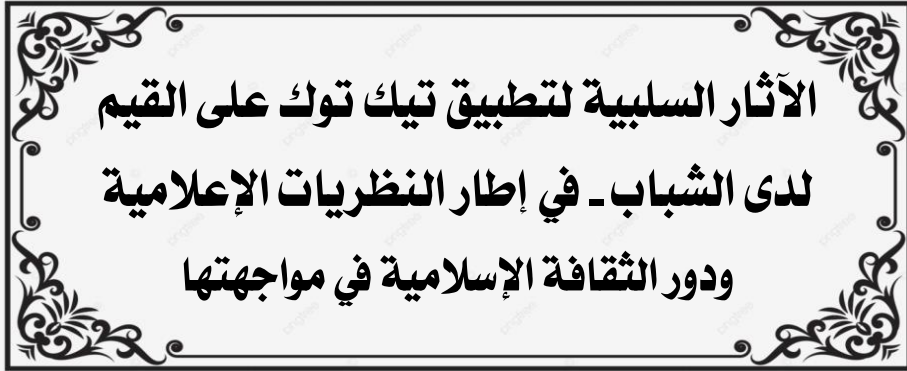 الآثار السلبية لتطبيق تيك توك على القيم
لدى الشباب ـ في إطار النظريات الإعلامية
ودور الثقافة الإسلامية في مواجهتها